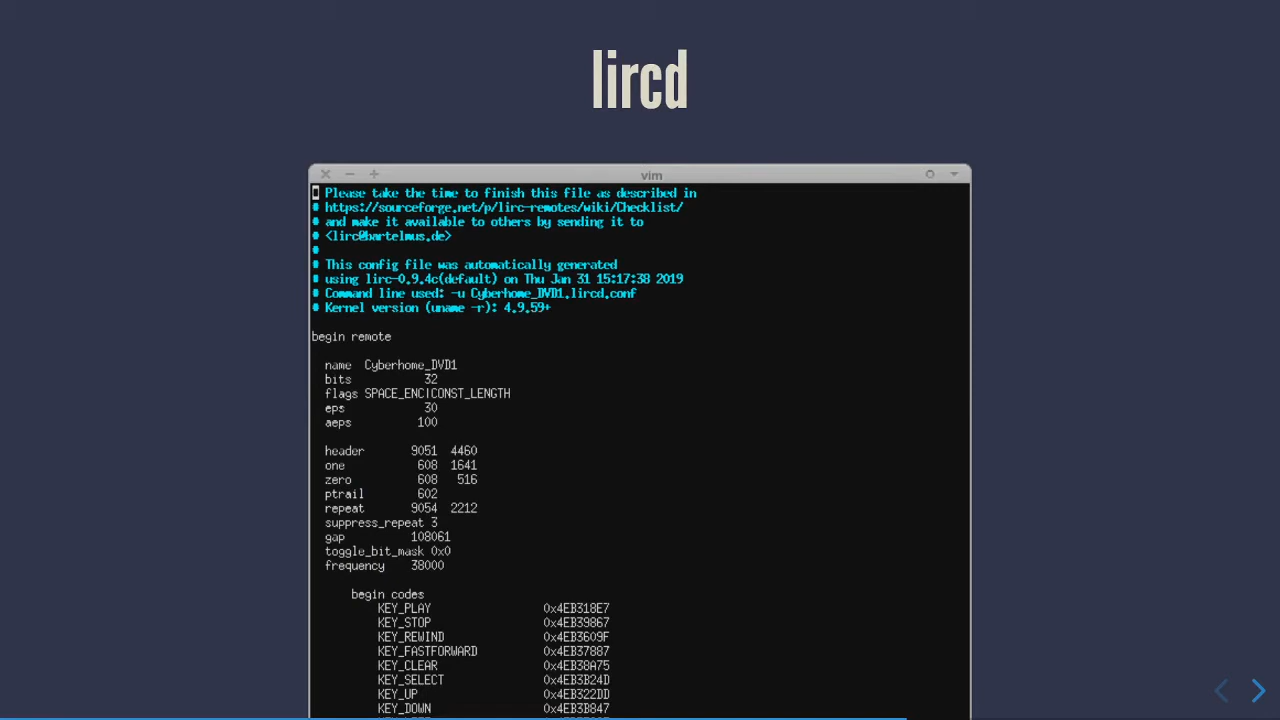 lircd
vim
# Please take the time to finish this file as described in
# https://sourceforge.net/p/lirc-remotes/wiki/Checklist/
# and make it available to others by sending it to
# <lirc@bartelmus.de>
#
# This config file was automatically generated
# using lirc-0.9.4c(default) on Thu Jan 31 15:17:38 2019
# Command line used: -u Cyberhome_DVD1.lircd.conf
# Kernel version (uname -r): 4.9.59+
begin remote
name Cyberhome_DVD1
bits 32
flags SPACE_ENC|CONST_LENGTH
eps 30
aeps 100
header 9051 4460
one 608 1641
zero 608 516
ptrail 602
repeat 9054 2212
suppress_repeat 3
gap 108061
toggle_bit_mask 0x0
frequency 38000
begin codes
KEY_PLAY 0x4EB318E7
KEY_STOP 0x4EB39867
KEY_REWIND 0x4EB3609F
KEY_FASTFORWARD 0x4EB37887
KEY_CLEAR 0x4EB38A75
KEY_SELECT 0x4EB3B24D
KEY_UP 0x4EB322DD
KEY_DOWN 0x4EB3B847